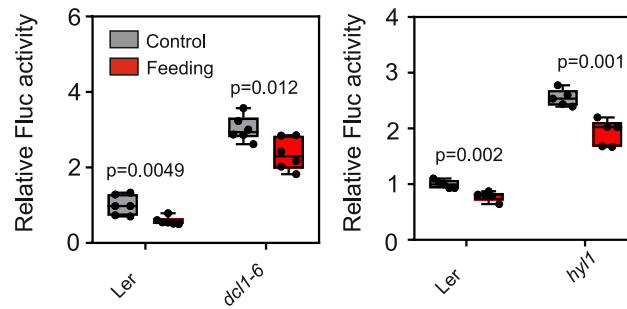 Relative Fluc activity
6
4
2
0
Control
Feeding
p=0.0049
p=0.012
Ler
dcl1-6
Relative Fluc activity
4
3
2
1
0
p=0.002
p=0.001
Ler
hyl1